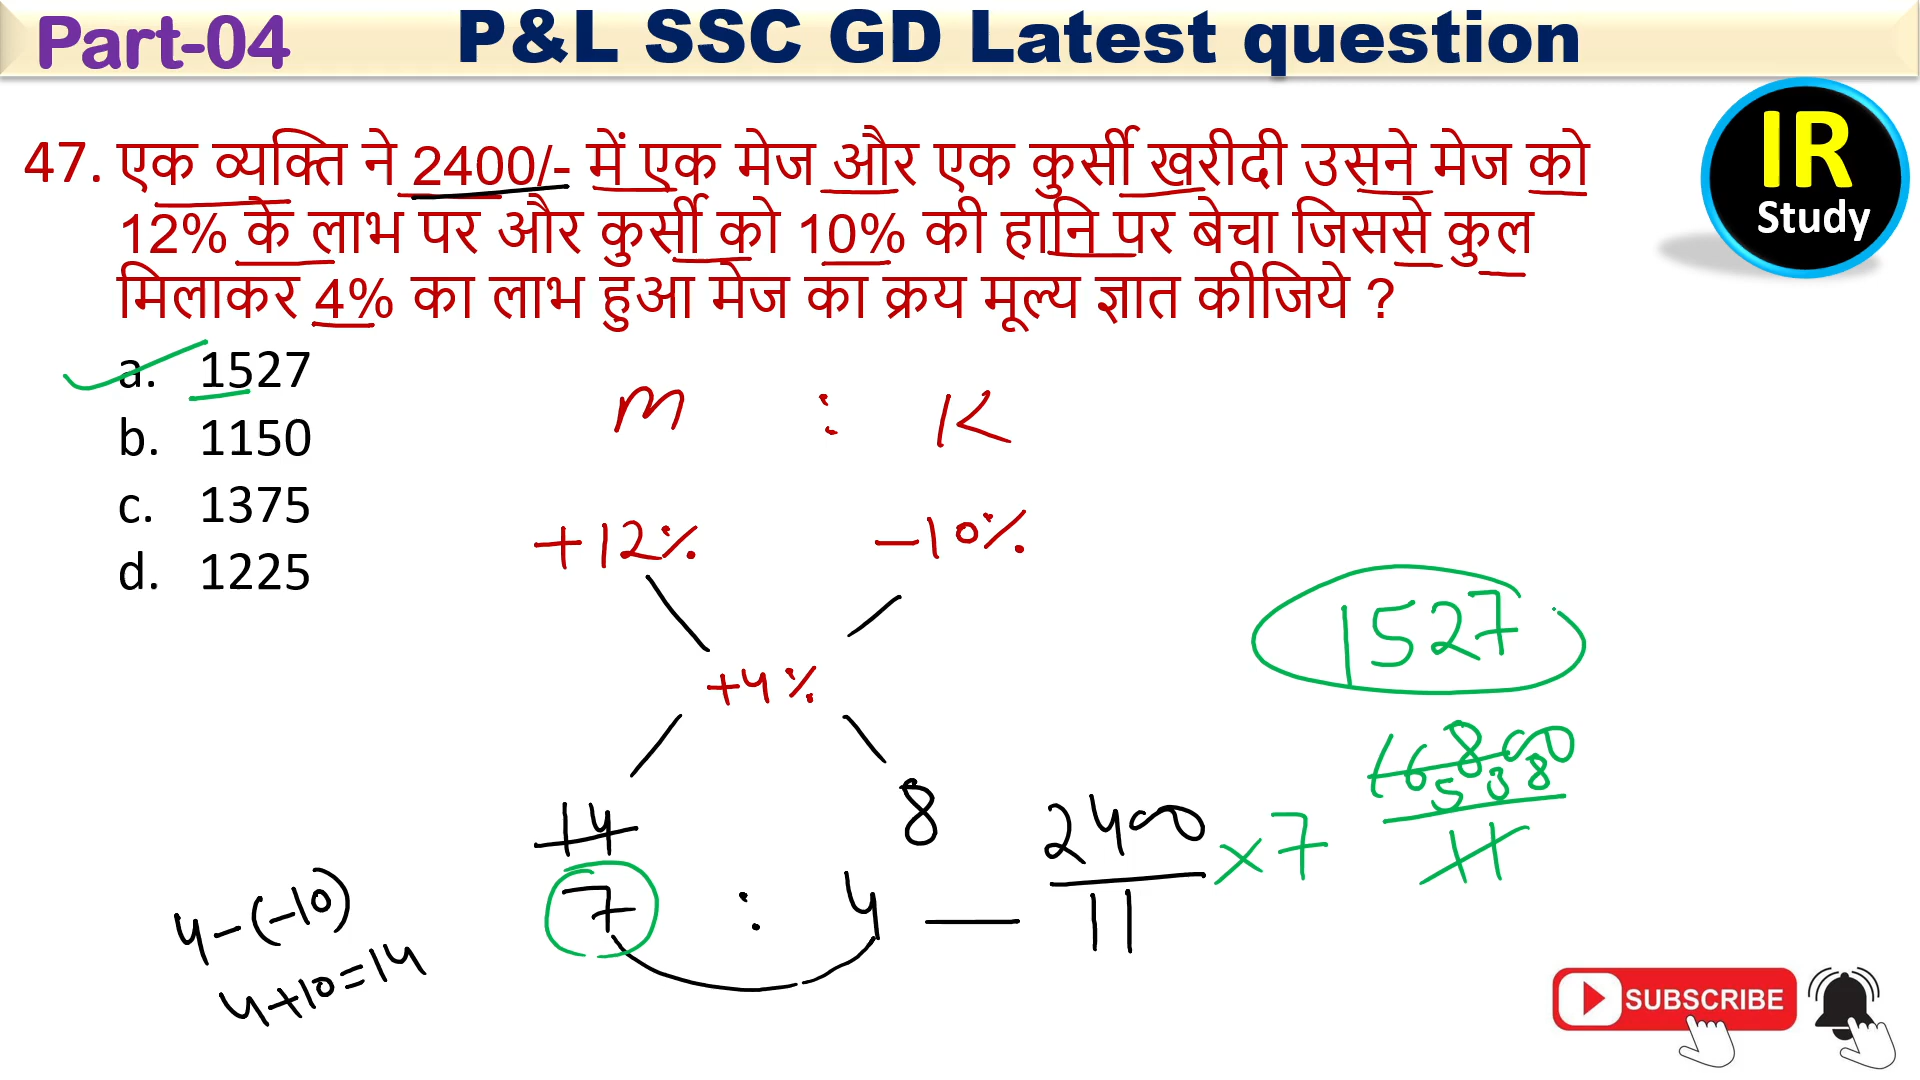 Part-04
P&L SSC GD Latest question
IR
Study
47. एक व्यक्ति ने 2400/- में एक मेज और एक कुर्सी खरीदी उसने मेज को
12% के लाभ पर और कुर्सी को 10% की हानि पर बेचा जिससे कुल
मिलाकर 4% का लाभ हुआ मेज का क्रय मूल्य ज्ञात कीजिये ?
a. 1527
b. 1150
c. 1375
d. 1225
M : K
+12% -10%
+4%
14 8
7 : 4 — 2400/11 ×7
16800/11
538
1527
4-(-10)
4+10=14
SUBSCRIBE